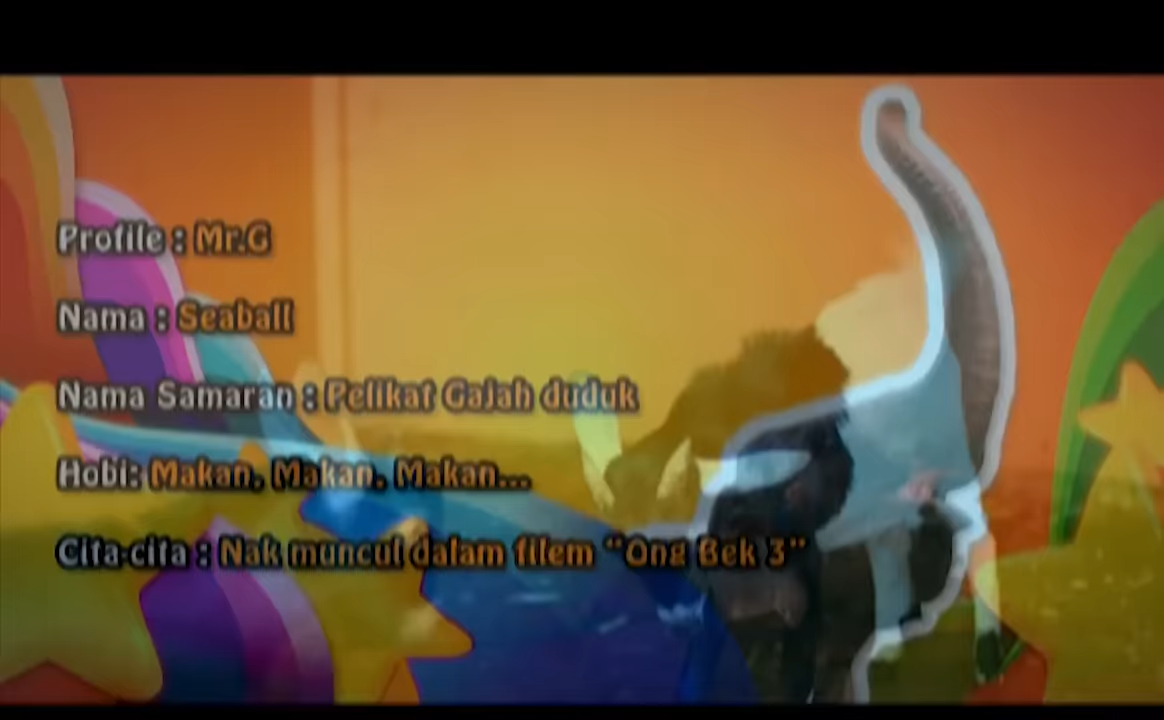 Profile : Mr.G
Nama : Seaball
Nama Samaran : Pelikat Gajah duduk
Hobi: Makan, Makan, Makan...
Cita-cita : Nak muncul dalam filem “Ong Bek 3”